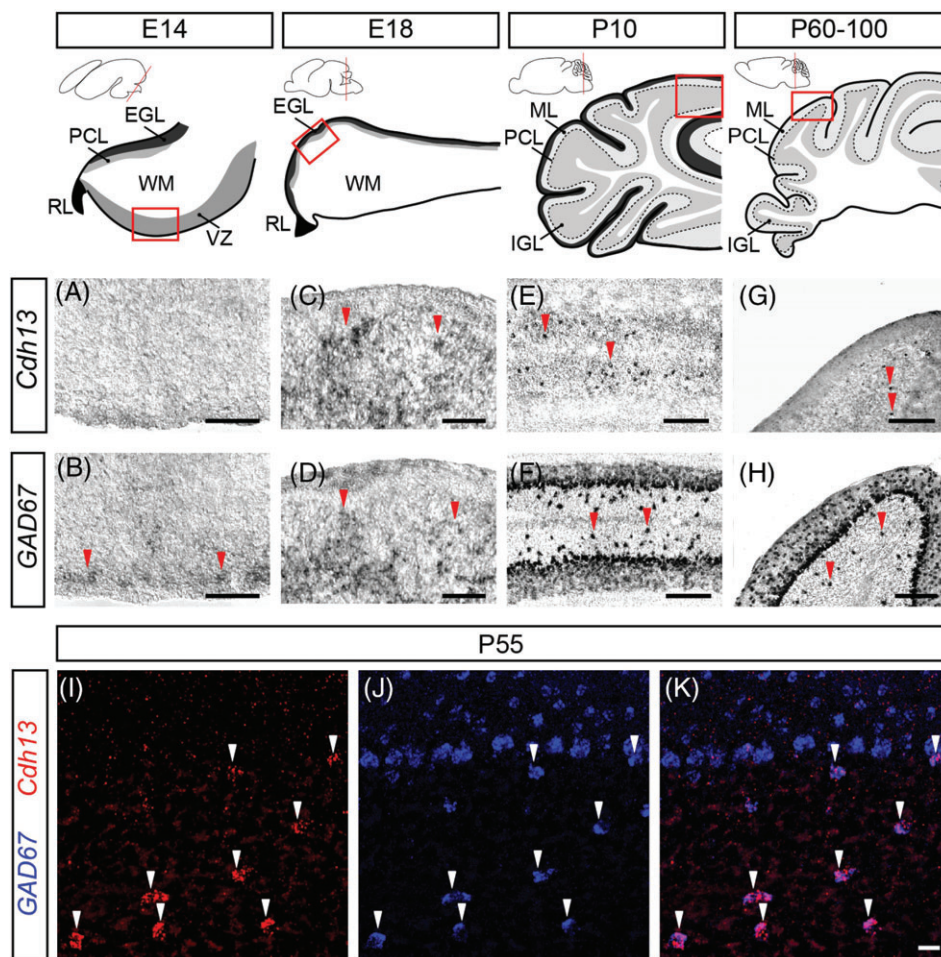 E14
E18
P10
P60-100
EGL
PCL
WM
RL
VZ
EGL
WM
RL
ML
PCL
IGL
ML
PCL
IGL
Cdh13
(A)
(C)
(E)
(G)
GAD67
(B)
(D)
(F)
(H)
P55
GAD67 Cdh13
(I)
(J)
(K)